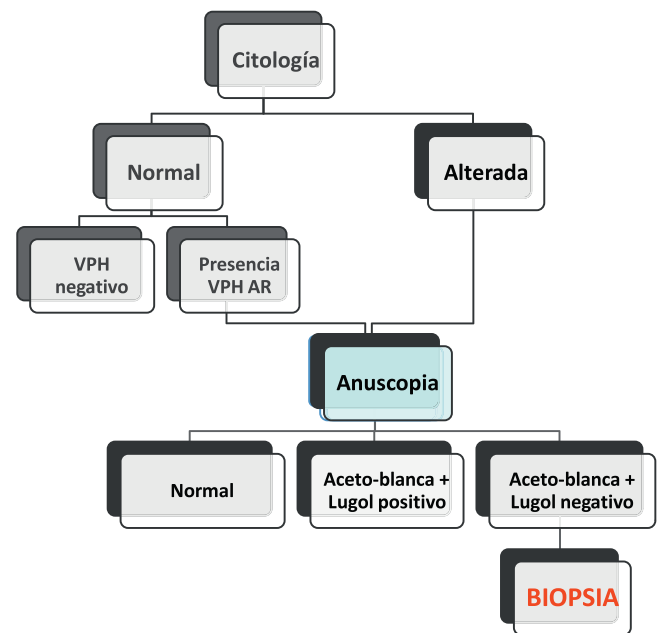 Citología
Normal
Alterada
VPH
negativo
Presencia
VPH AR
Anuscopia
Normal
Aceto-blanca +
Lugol positivo
Aceto-blanca +
Lugol negativo
BIOPSIA